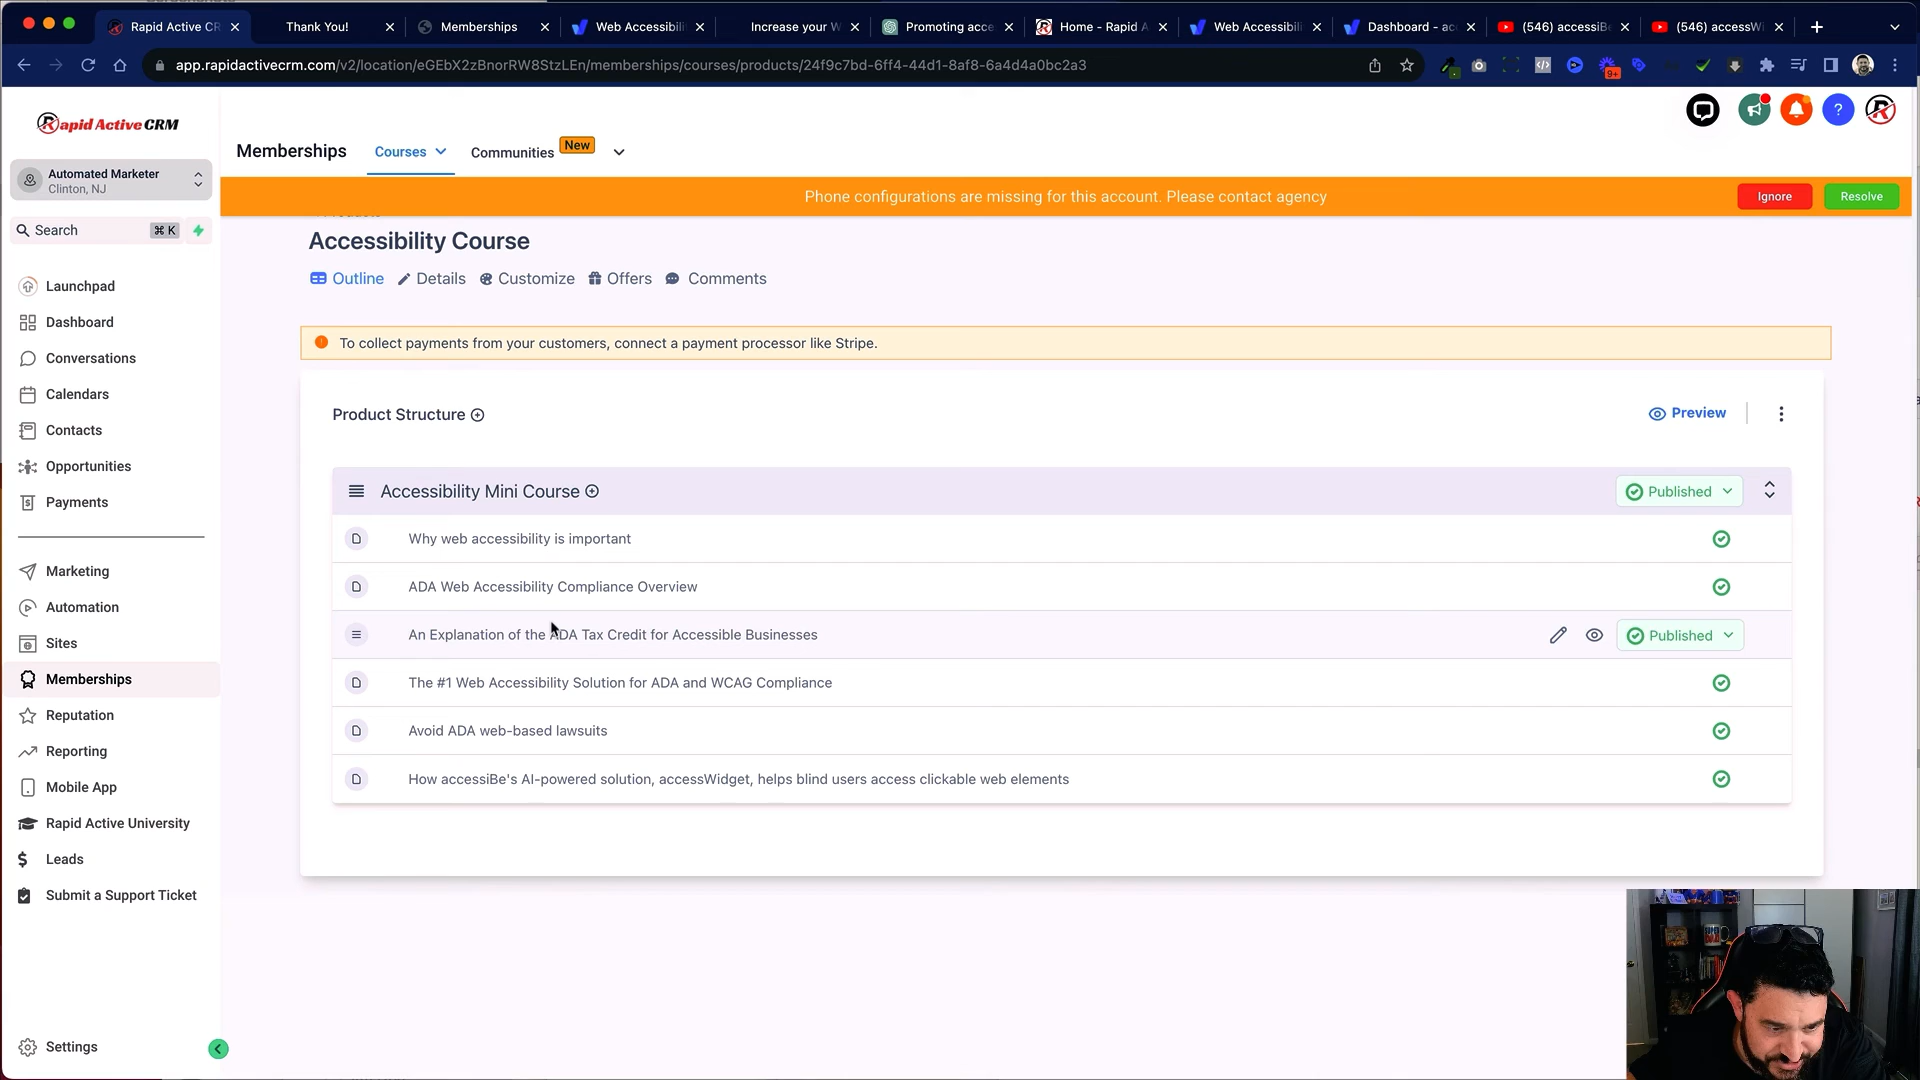 Rapid Active CR
Thank You!
Memberships
Web Accessibili
Increase your W
Promoting acce
Home - Rapid A
Web Accessibili
Dashboard - ac
(546) accessiBe
(546) accessWi
app.rapidactivecrm.com/v2/location/eGEbX2zBnorRW8StzLEn/memberships/courses/products/24f9c7bd-6ff4-44d1-8af8-6a4d4a0bc2a3
9+
Rapid Active CRM
Memberships
Courses
Communities
New
Automated Marketer
Clinton, NJ
Phone configurations are missing for this account. Please contact agency
Ignore
Resolve
Search
⌘ K
Accessibility Course
Outline
Details
Customize
Offers
Comments
Launchpad
Dashboard
Conversations
Calendars
Contacts
Opportunities
Payments
Marketing
Automation
Sites
Memberships
Reputation
Reporting
Mobile App
Rapid Active University
Leads
Submit a Support Ticket
Settings
To collect payments from your customers, connect a payment processor like Stripe.
Product Structure
Preview
Accessibility Mini Course
Published
Why web accessibility is important
ADA Web Accessibility Compliance Overview
An Explanation of the ADA Tax Credit for Accessible Businesses
Published
The #1 Web Accessibility Solution for ADA and WCAG Compliance
Avoid ADA web-based lawsuits
How accessiBe's AI-powered solution, accessWidget, helps blind users access clickable web elements